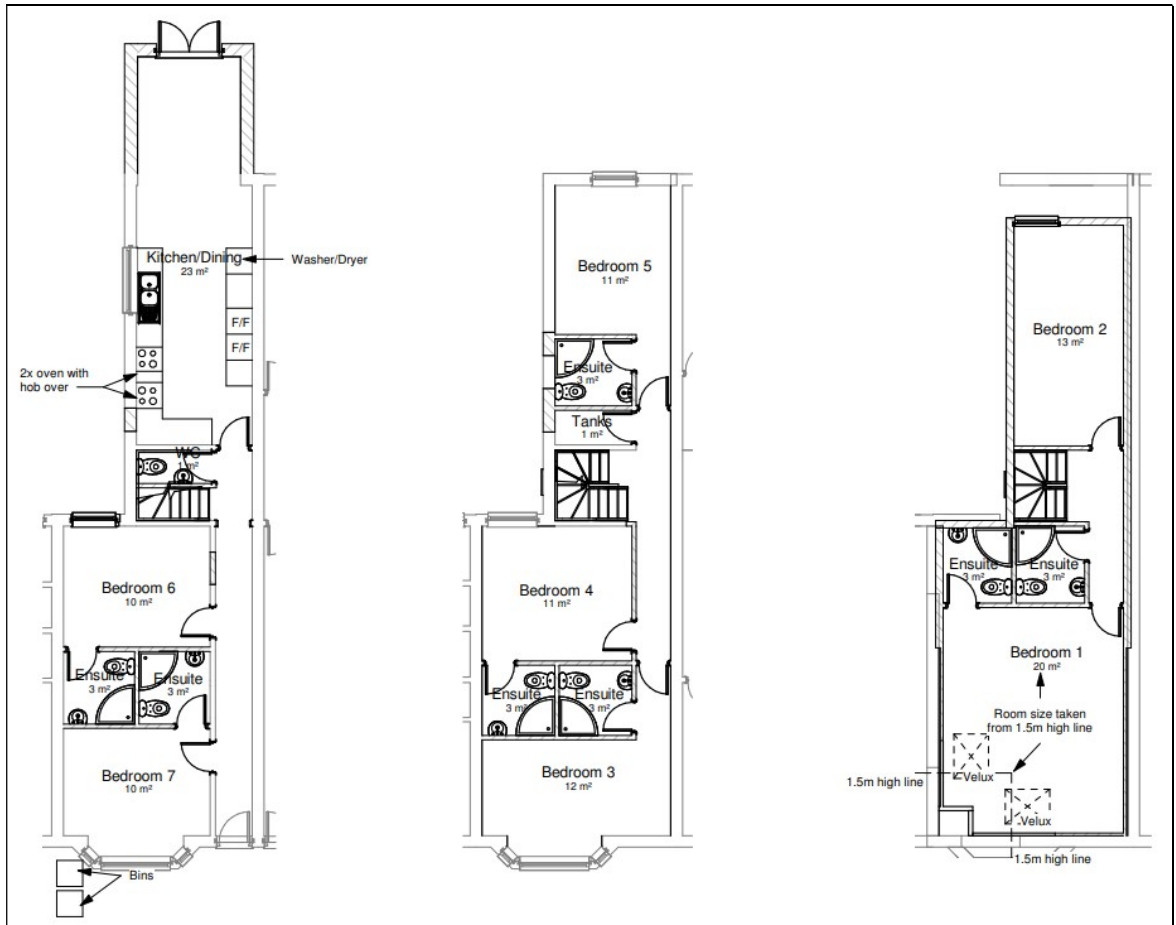 Kitchen/Dining
23 m²
Washer/Dryer
F/F
F/F
2x oven with
hob over
WC
1 m²
Bedroom 6
10 m²
Ensuite
3 m²
Ensuite
3 m²
Bedroom 7
10 m²
Bins
Bedroom 5
11 m²
Ensuite
3 m²
Tanks
1 m²
Bedroom 4
11 m²
Ensuite
3 m²
Ensuite
3 m²
Bedroom 3
12 m²
Bedroom 2
13 m²
Ensuite
3 m²
Ensuite
3 m²
Bedroom 1
20 m²
Room size taken
from 1.5m high line
1.5m high line
Velux
Velux
1.5m high line